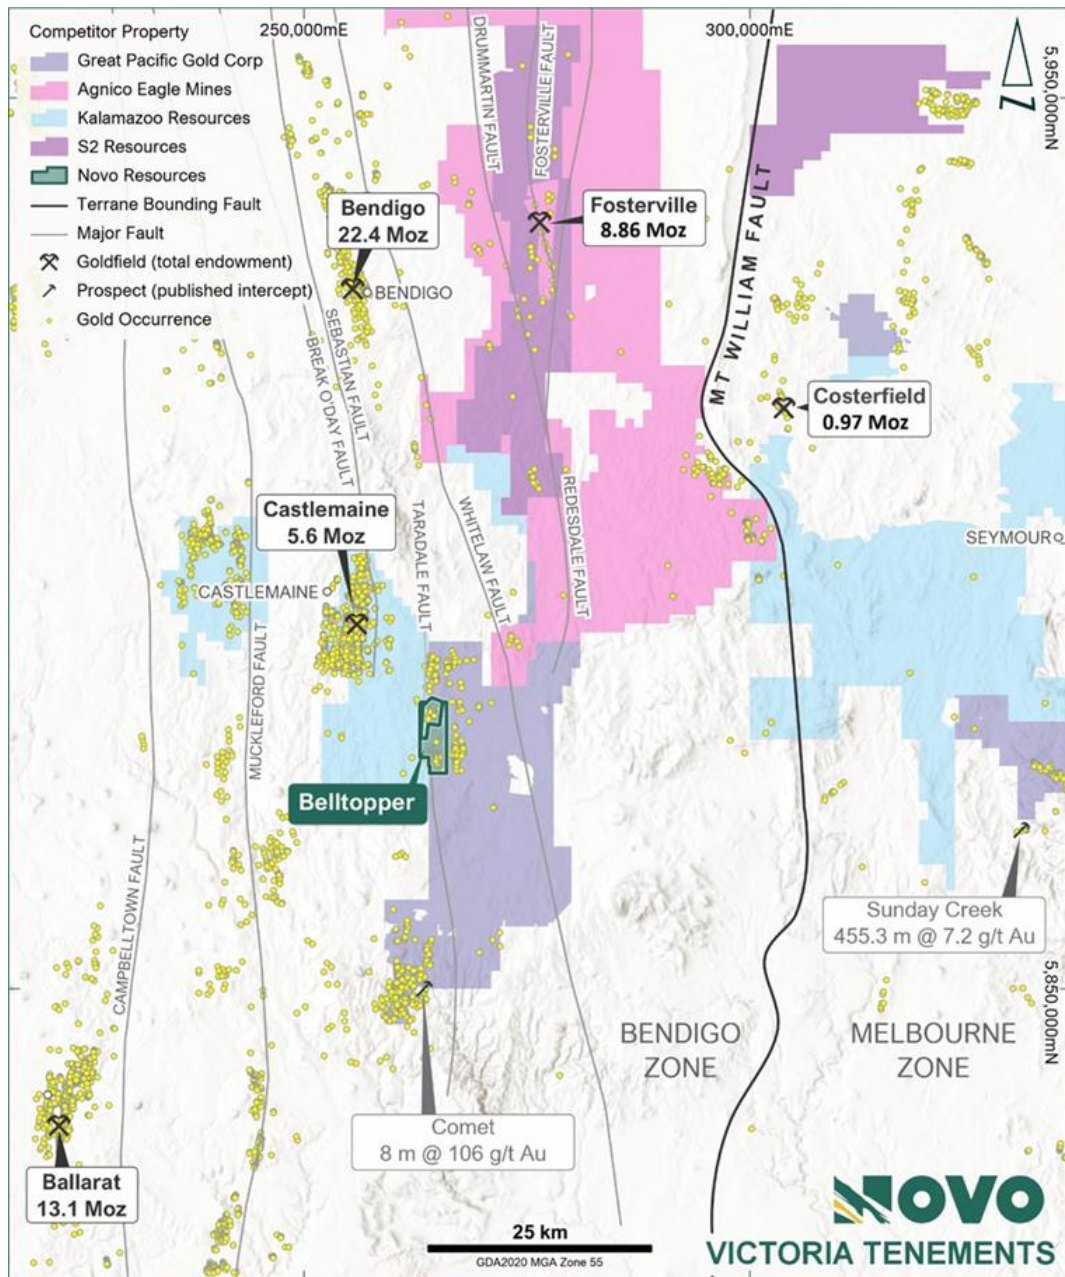 Competitor Property
Great Pacific Gold Corp
Agnico Eagle Mines
Kalamazoo Resources
S2 Resources
Novo Resources
Terrane Bounding Fault
Major Fault
Goldfield (total endowment)
Prospect (published intercept)
Gold Occurrence
250,000mE
300,000mE
5,950,000mN
5,850,000mN
Z
DRUMMARTIN FAULT
FOSTERVILLE FAULT
Bendigo
22.4 Moz
BENDIGO
Fosterville
8.86 Moz
MT WILLIAM FAULT
SEBASTIAN FAULT
BREAK O'DAY FAULT
Costerfield
0.97 Moz
Castlemaine
5.6 Moz
CASTLEMAINE
TARADALE FAULT
WHITELAW FAULT
REDESDALE FAULT
SEYMOUR
MUCKLEFORD FAULT
Belltopper
CAMPBELLTOWN FAULT
Sunday Creek
455.3 m @ 7.2 g/t Au
BENDIGO
ZONE
MELBOURNE
ZONE
Comet
8 m @ 106 g/t Au
Ballarat
13.1 Moz
25 km
GDA2020 MGA Zone 55
NOVO
VICTORIA TENEMENTS